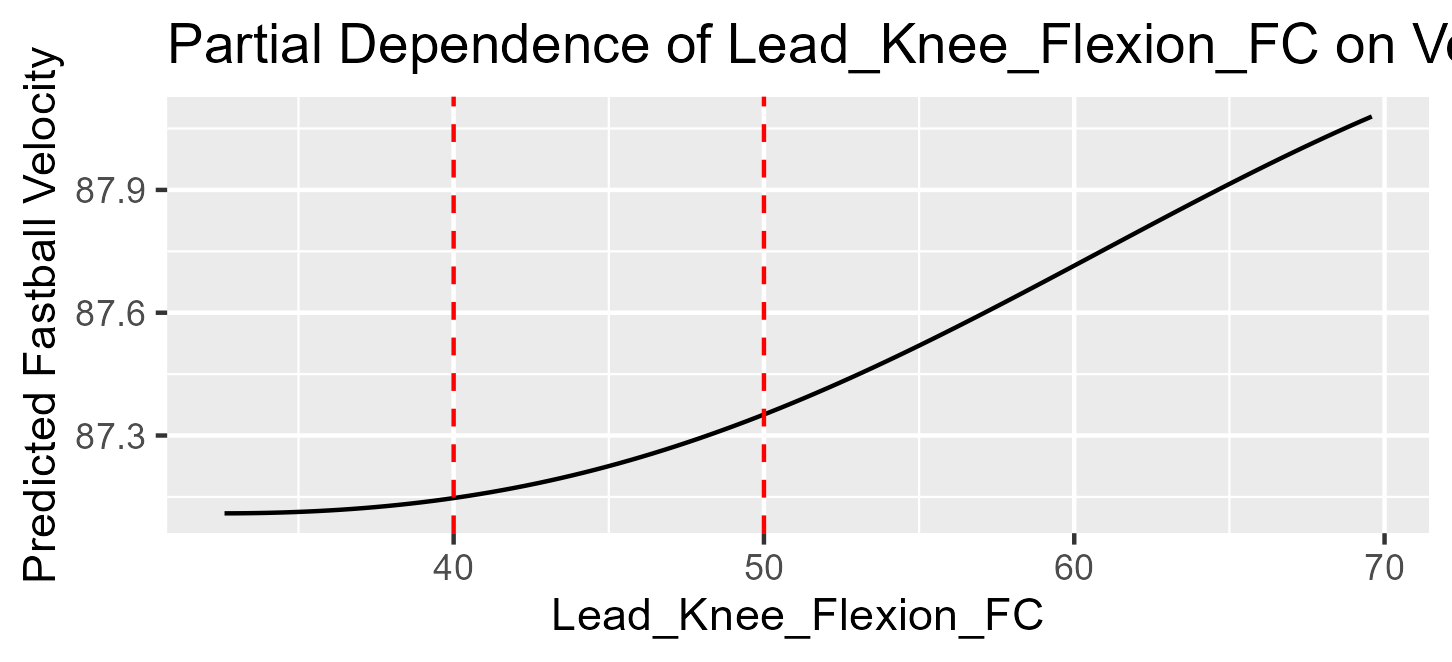 Partial Dependence of Lead_Knee_Flexion_FC on
Predicted Fastball Velocity
87.9
87.6
87.3
40 50 60 70
Lead_Knee_Flexion_FC